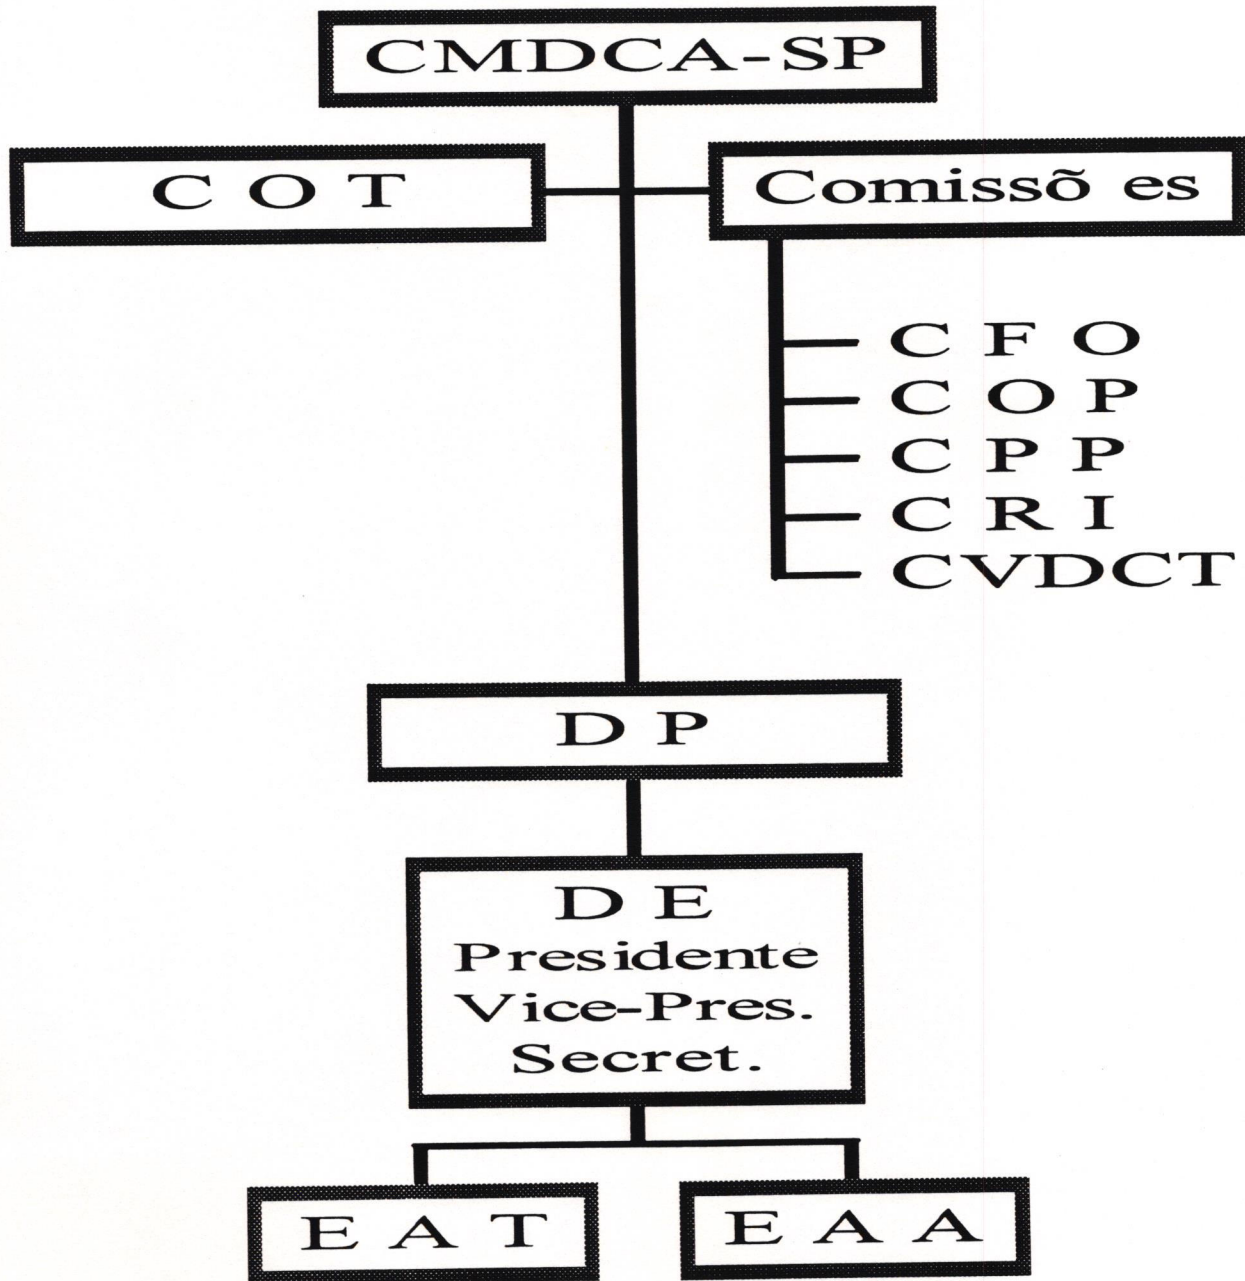 CMDCA-SP
C O T
Comissõ es
C F O
C O P
C P P
C R I
CVDCT
D P
D E
Presidente
Vice-Pres.
Secret.
E A T
E A A